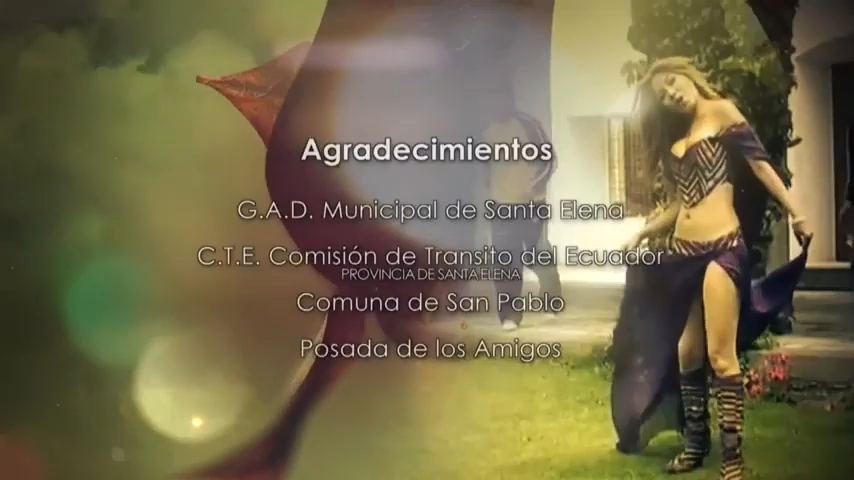 Agradecimientos
G.A.D. Municipal de Santa Elena
C.T.E. Comisión de Transito del Ecuador
PROVINCIA DE SANTA ELENA
Comuna de San Pablo
Posada de los Amigos